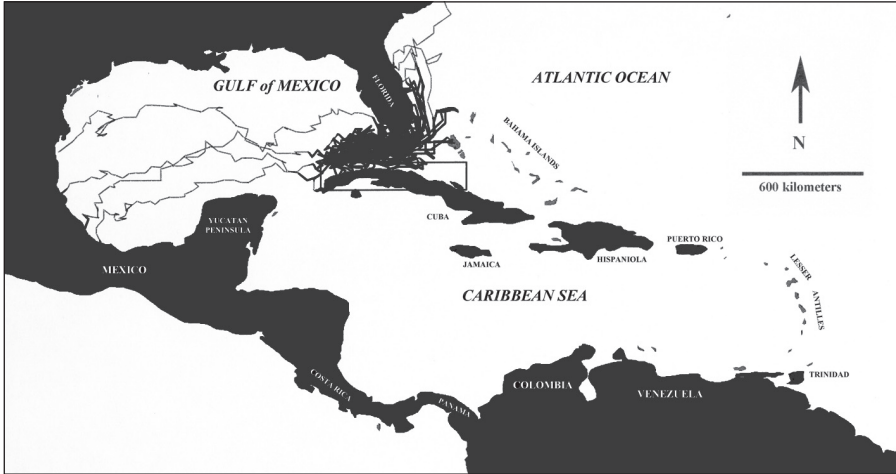 GULF of MEXICO
FLORIDA
ATLANTIC OCEAN
N
600 kilometers
BAHAMA ISLANDS
YUCATAN
PENINSULA
CUBA
MEXICO
JAMAICA
HISPANIOLA
PUERTO RICO
LESSER
ANTILLES
CARIBBEAN SEA
COSTA RICA
PANAMA
COLOMBIA
VENEZUELA
TRINIDAD